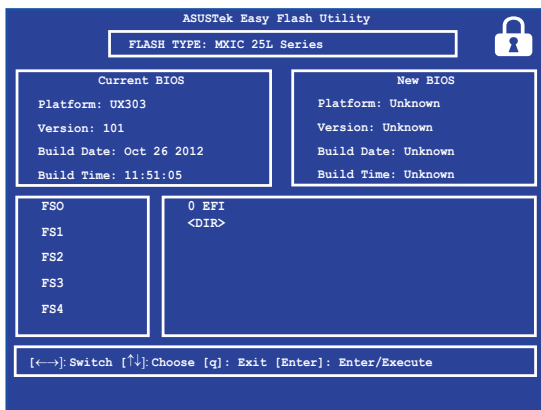 ASUSTek Easy Flash Utility
FLASH TYPE: MXIC 25L Series
Current BIOS
Platform: UX303
Version: 101
Build Date: Oct 26 2012
Build Time: 11:51:05
New BIOS
Platform: Unknown
Version: Unknown
Build Date: Unknown
Build Time: Unknown
FSO
FS1
FS2
FS3
FS4
0 EFI
<DIR>
[←→]: Switch [↑↓]: Choose [q]: Exit [Enter]: Enter/Execute